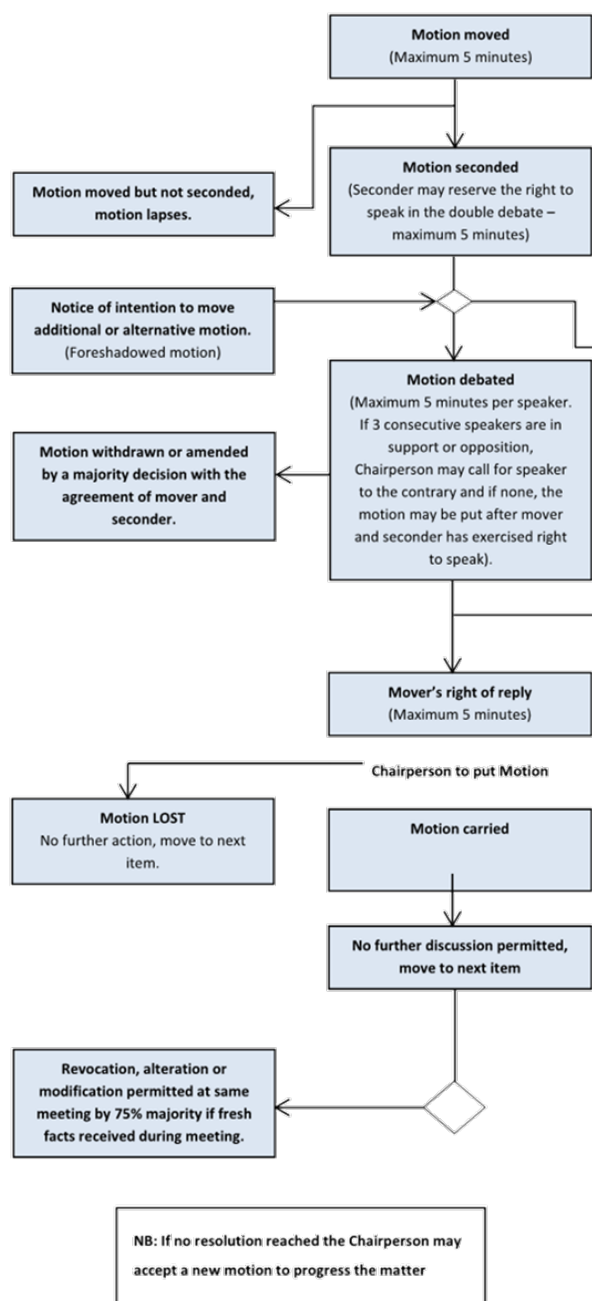 Motion moved
(Maximum 5 minutes)
Motion seconded
(Seconder may reserve the right to
speak in the double debate –
maximum 5 minutes)
Motion moved but not seconded,
motion lapses.
Notice of intention to move
additional or alternative motion.
(Foreshadowed motion)
Motion debated
(Maximum 5 minutes per speaker.
If 3 consecutive speakers are in
support or opposition,
Chairperson may call for speaker
to the contrary and if none, the
motion may be put after mover
and seconder has exercised right
to speak).
Motion withdrawn or amended
by a majority decision with the
agreement of mover and
seconder.
Mover's right of reply
(Maximum 5 minutes)
Chairperson to put Motion
Motion LOST
No further action, move to next
item.
Motion carried
No further discussion permitted,
move to next item
Revocation, alteration or
modification permitted at same
meeting by 75% majority if fresh
facts received during meeting.
NB: If no resolution reached the Chairperson may
accept a new motion to progress the matter